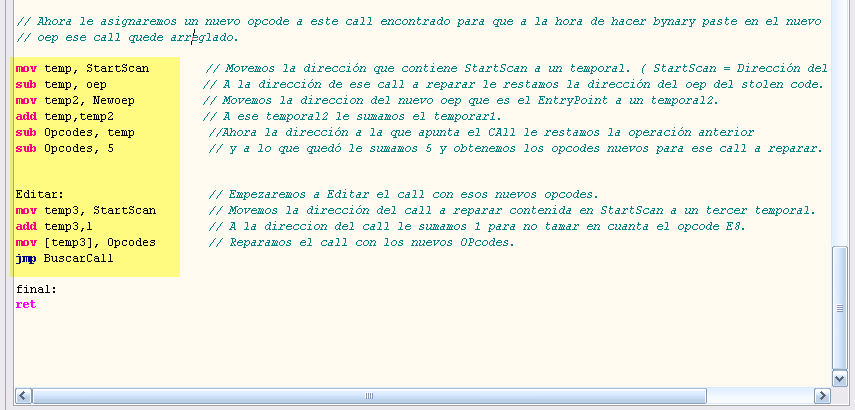 // Ahora le asignaremos un nuevo opcode a este call encontrado para que a la hora de hacer bynary paste en el nuevo
// oep ese call quede arreglado.
mov temp, StartScan // Movemos la dirección que contiene StartScan a un temporal. ( StartScan = Dirección del
sub temp, oep // A la dirección de ese call a reparar le restamos la dirección del oep del stolen code.
mov temp2, Newoep // Movemos la direccion del nuevo oep que es el EntryPoint a un temporal2.
add temp,temp2 // A ese temporal2 le sumamos el temporar1.
sub Opcodes, temp //Ahora la dirección a la que apunta el CAll le restamos la operación anterior
sub Opcodes, 5 // y a lo que quedó le sumamos 5 y obtenemos los opcodes nuevos para ese call a reparar.
Editar: // Empezaremos a Editar el call con esos nuevos opcodes.
mov temp3, StartScan // Movemos la dirección del call a reparar contenida en StartScan a un tercer temporal.
add temp3,1 // A la direccion del call le sumamos 1 para no tamar en cuanta el opcode E8.
mov [temp3], Opcodes // Reparamos el call con los nuevos OPcodes.
jmp BuscarCall
final:
ret